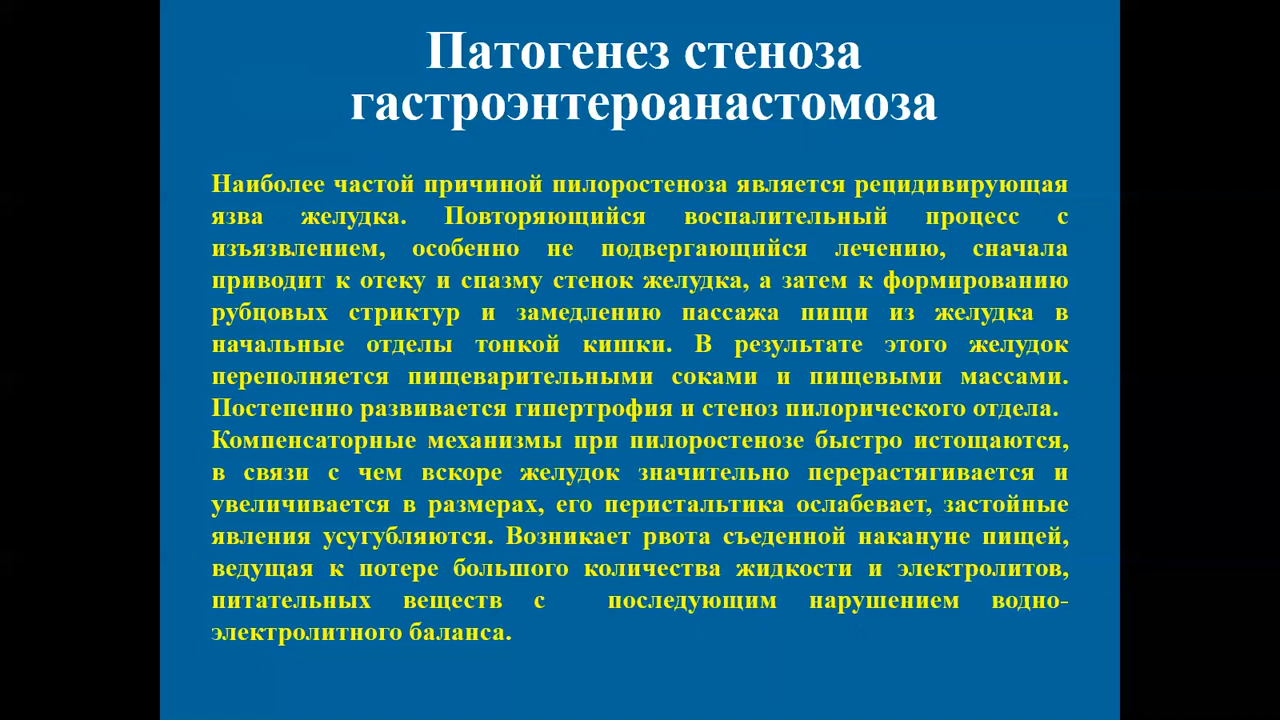 Патогенез стеноза
гастроэнтероанастомоза
Наиболее частой причиной пилоростеноза является рецидивирующая
язва желудка. Повторяющийся воспалительный процесс с
изъязвлением, особенно не подвергающийся лечению, сначала
приводит к отеку и спазму стенок желудка, а затем к формированию
рубцовых стриктур и замедлению пассажа пищи из желудка в
начальные отделы тонкой кишки. В результате этого желудок
переполняется пищеварительными соками и пищевыми массами.
Постепенно развивается гипертрофия и стеноз пилорического отдела.
Компенсаторные механизмы при пилоростенозе быстро истощаются,
в связи с чем вскоре желудок значительно перерастягивается и
увеличивается в размерах, его перистальтика ослабевает, застойные
явления усугубляются. Возникает рвота съеденной накануне пищей,
ведущая к потере большого количества жидкости и электролитов,
питательных веществ с последующим нарушением водно-
электролитного баланса.